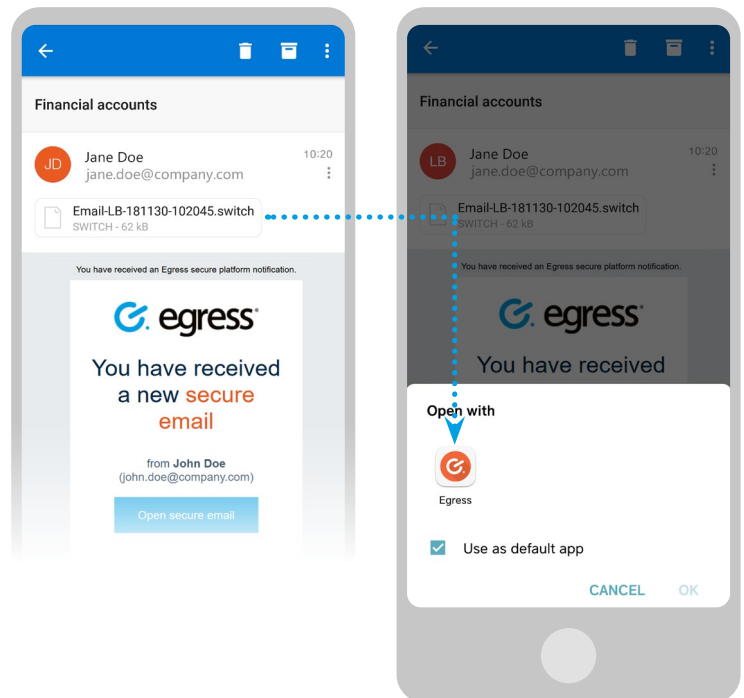 Financial accounts
JD
Jane Doe
10:20
jane.doe@company.com
Email-LB-181130-102045.switch
SWITCH - 62 kB
You have received an Egress secure platform notification.
egress®
You have received
a new secure
email
from John Doe
(john.doe@company.com)
Open secure email
Financial accounts
LB
Jane Doe
10:20
jane.doe@company.com
Email-LB-181130-102045.switch
SWITCH - 62 kB
You have received an Egress secure platform notification.
egress®
You have received
Open with
Egress
Use as default app
CANCEL
OK